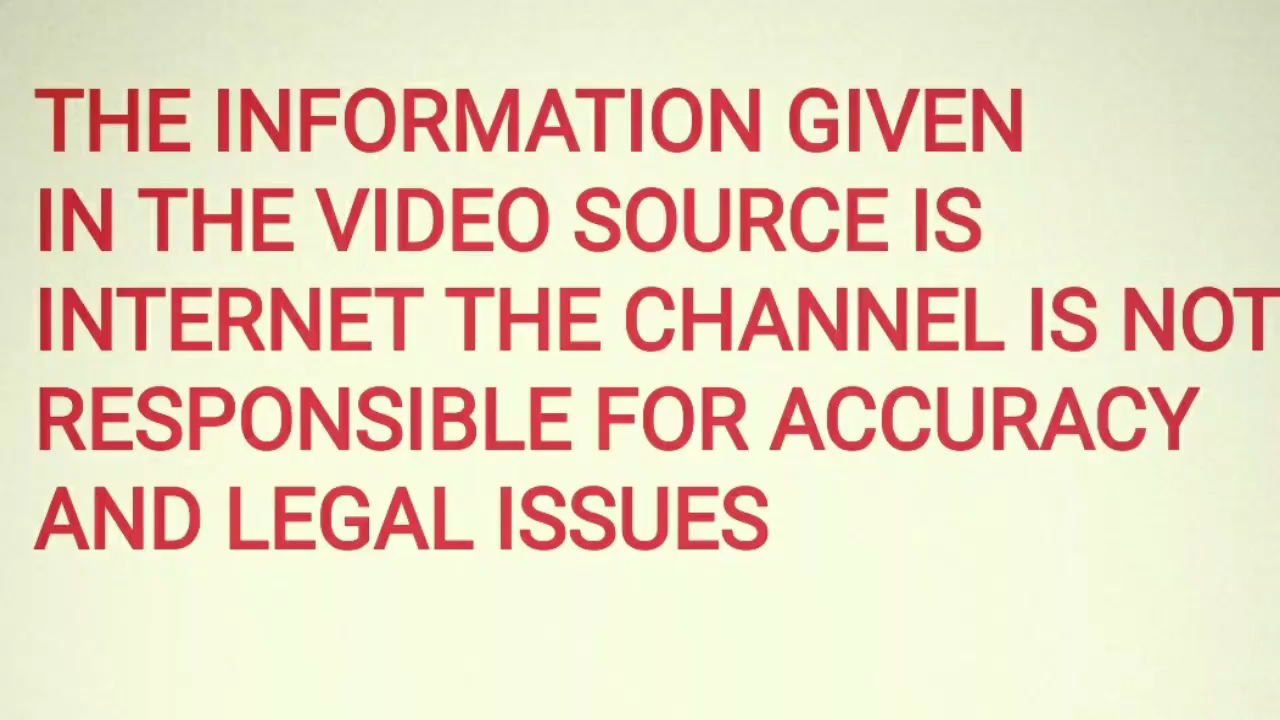 THE INFORMATION GIVEN
IN THE VIDEO SOURCE IS
INTERNET THE CHANNEL IS NOT
RESPONSIBLE FOR ACCURACY
AND LEGAL ISSUES